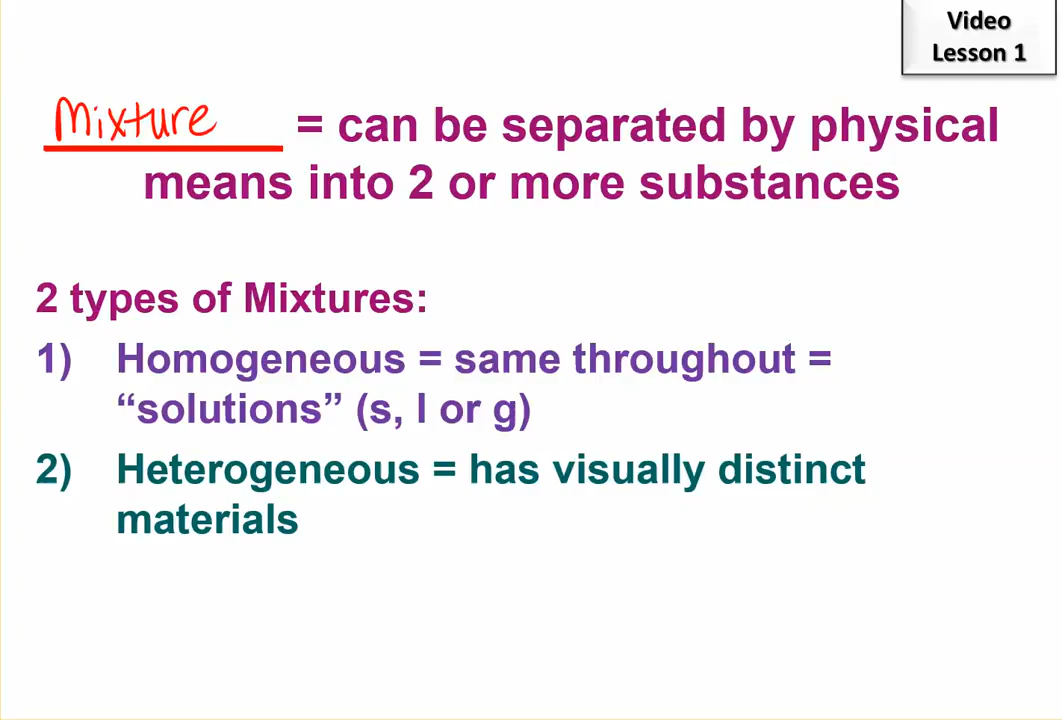 Video
Lesson 1
Mixture = can be separated by physical
means into 2 or more substances
2 types of Mixtures:
1) Homogeneous = same throughout =
“solutions” (s, l or g)
2) Heterogeneous = has visually distinct
materials